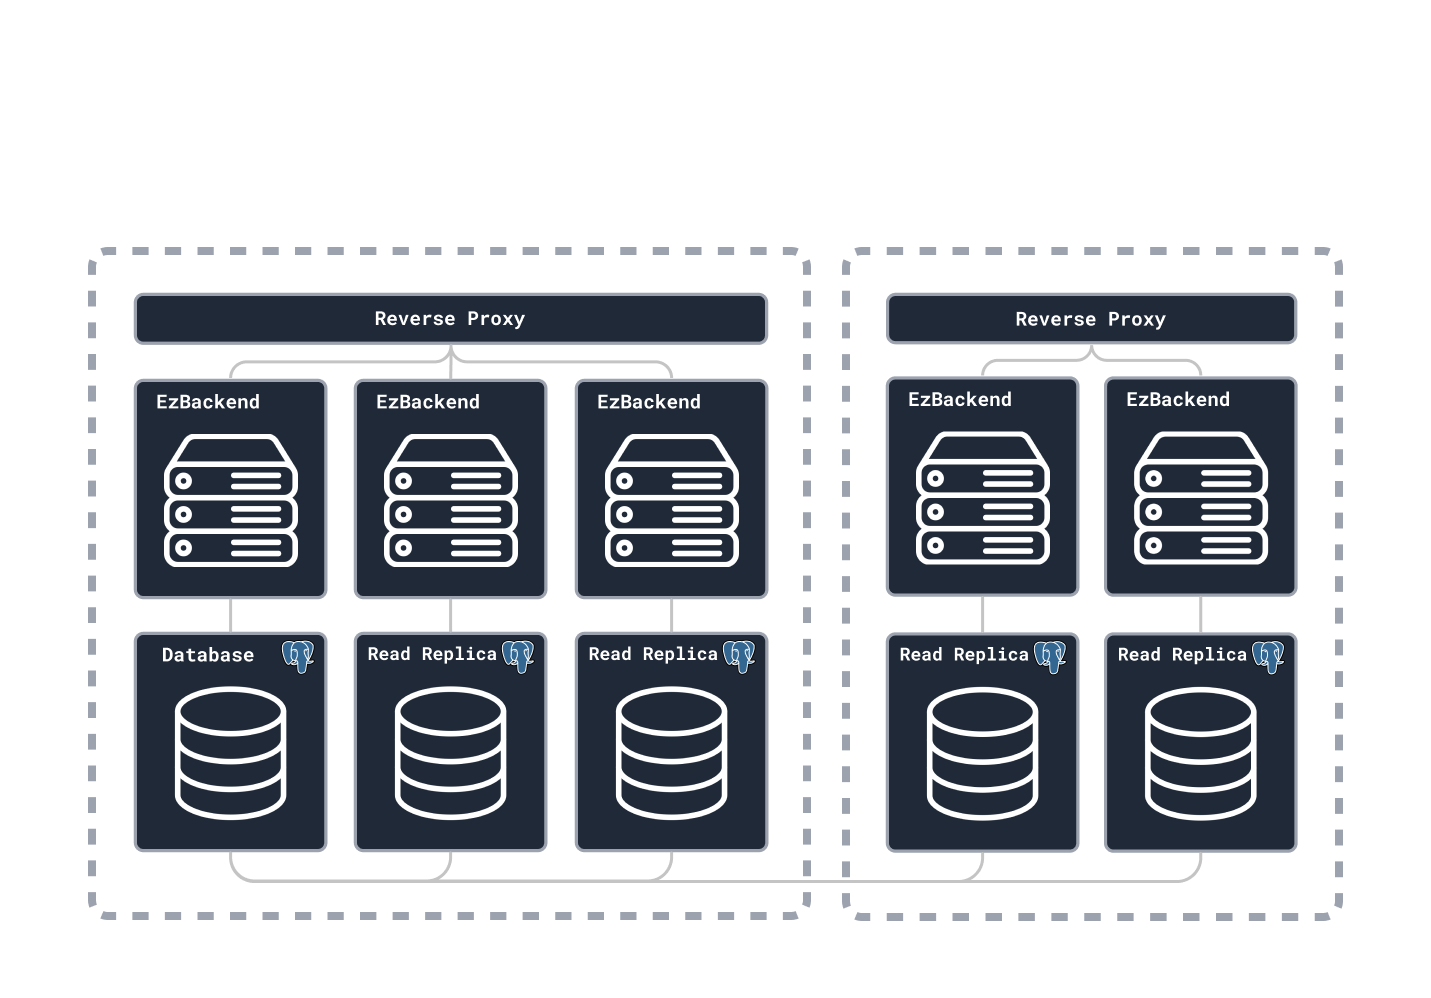 Reverse Proxy
EzBackend
EzBackend
EzBackend
Database
Read Replica
Read Replica
Reverse Proxy
EzBackend
EzBackend
Read Replica
Read Replica